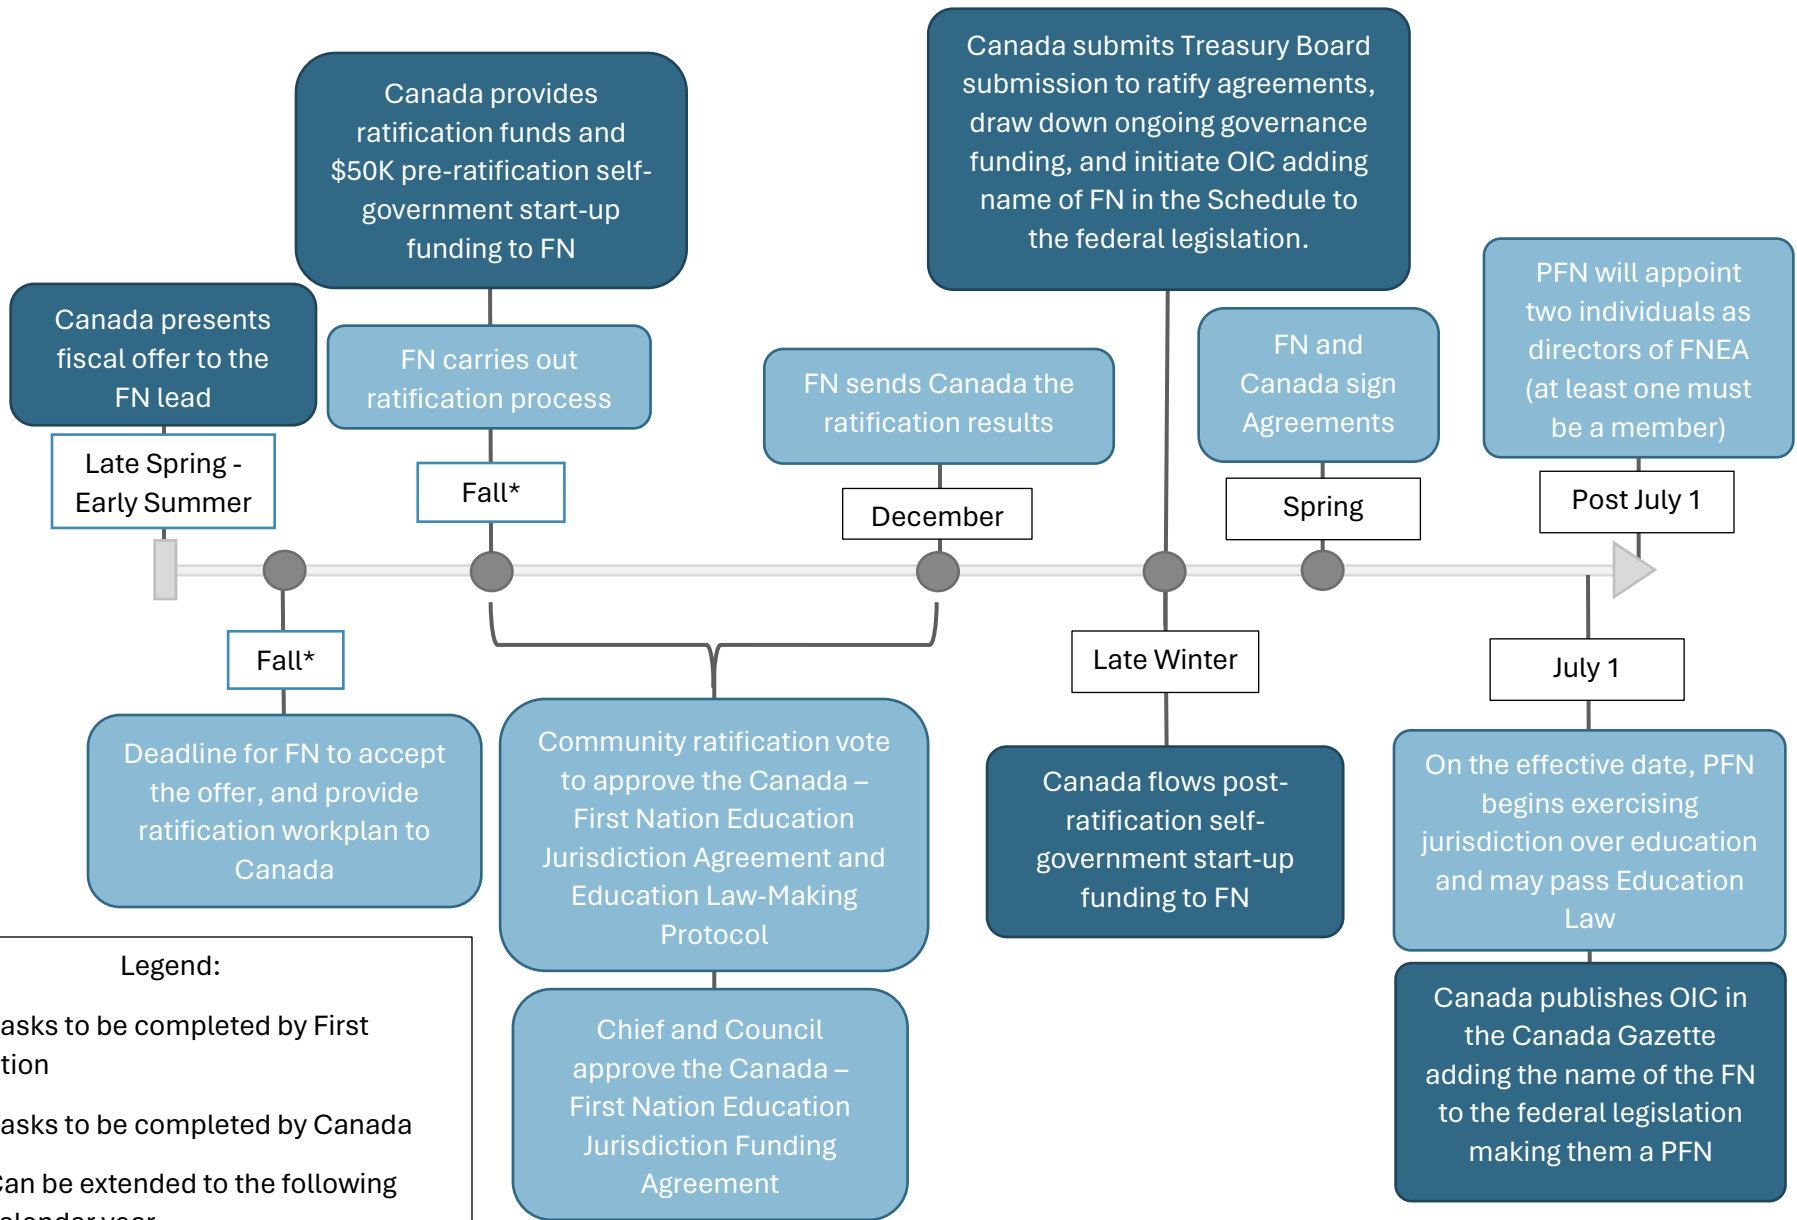 Canada presents
fiscal offer to the
FN lead
Late Spring -
Early Summer
Fall*
Deadline for FN to accept
the offer, and provide
ratification workplan to
Canada
Canada provides
ratification funds and
$50K pre-ratification self-
government start-up
funding to FN
FN carries out
ratification process
Fall*
Community ratification vote
to approve the Canada –
First Nation Education
Jurisdiction Agreement and
Education Law-Making
Protocol
Chief and Council
approve the Canada –
First Nation Education
Jurisdiction Funding
Agreement
FN sends Canada the
ratification results
December
Canada submits Treasury Board
submission to ratify agreements,
draw down ongoing governance
funding, and initiate OIC adding
name of FN in the Schedule to
the federal legislation.
Late Winter
Canada flows post-
ratification self-
government start-up
funding to FN
FN and
Canada sign
Agreements
Spring
PFN will appoint
two individuals as
directors of FNEA
(at least one must
be a member)
Post July 1
July 1
On the effective date, PFN
begins exercising
jurisdiction over education
and may pass Education
Law
Canada publishes OIC in
the Canada Gazette
adding the name of the FN
to the federal legislation
making them a PFN
Legend:
asks to be completed by First
tion
asks to be completed by Canada
Can be extended to the following